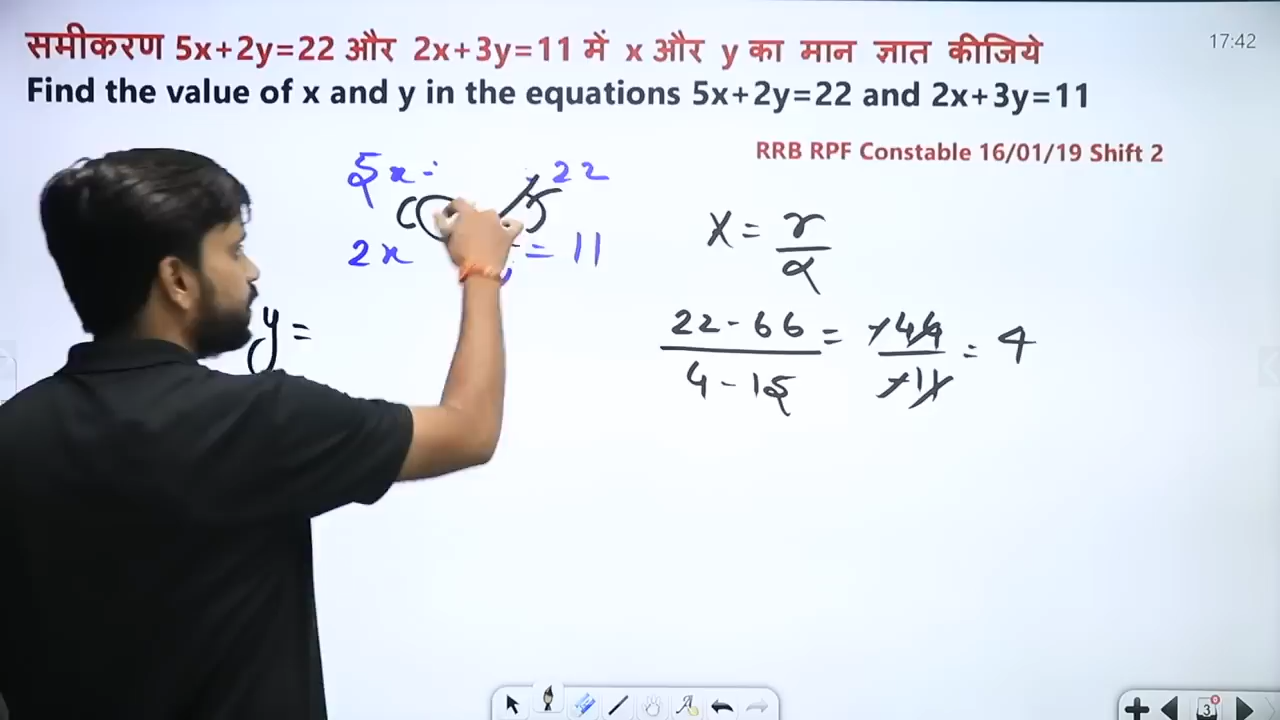 समीकरण 5x+2y=22 और 2x+3y=11 में x और y का मान ज्ञात कीजिये
17:42
Find the value of x and y in the equations 5x+2y=22 and 2x+3y=11
RRB RPF Constable 16/01/19 Shift 2
5x
22
2x
= 11
x = r/α
y =
22-66/4-15 = -44/-11 = 4
3